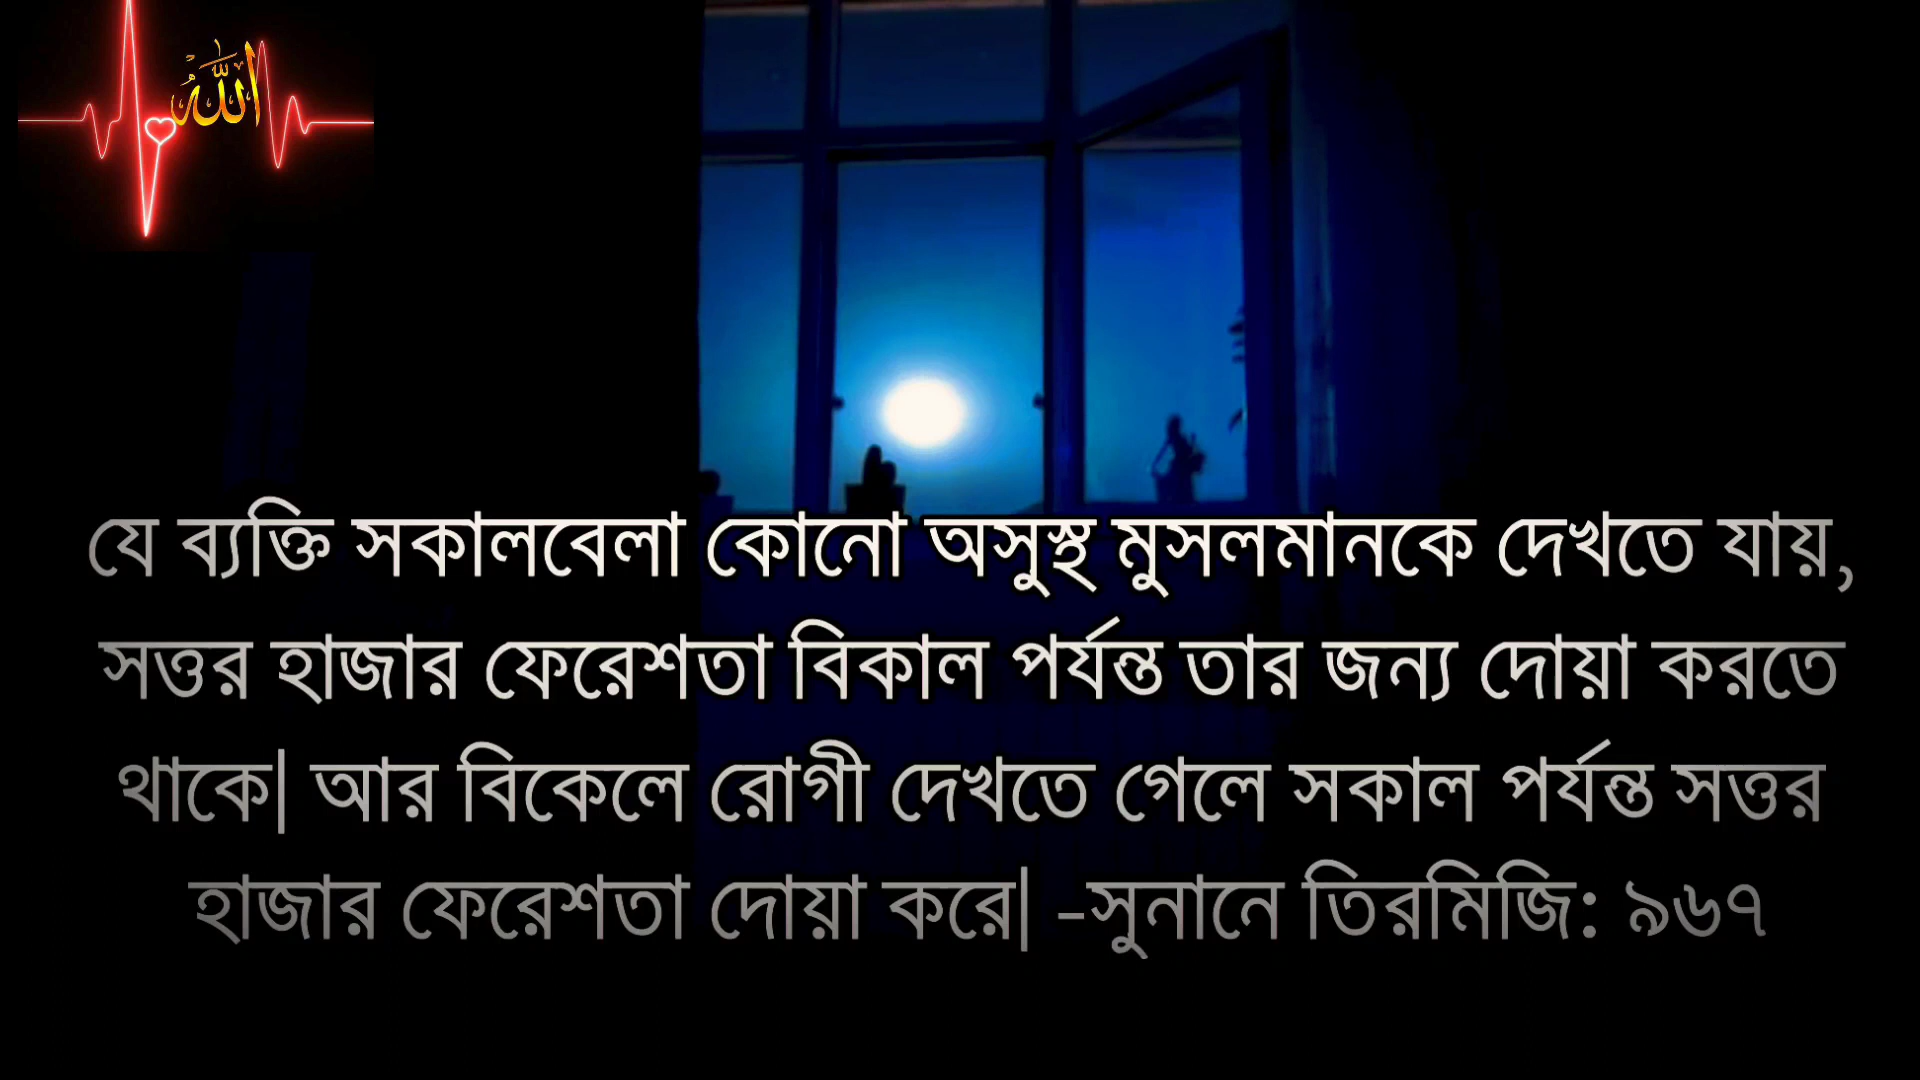 الله
যে ব্যক্তি সকালবেলা কোনো অসুস্থ মুসলমানকে দেখতে যায়,
সত্তর হাজার ফেরেশতা বিকাল পর্যন্ত তার জন্য দোয়া করতে
থাকে| আর বিকেলে রোগী দেখতে গেলে সকাল পর্যন্ত সত্তর
হাজার ফেরেশতা দোয়া করে| -সুনানে তিরমিজি: ৯৬৭